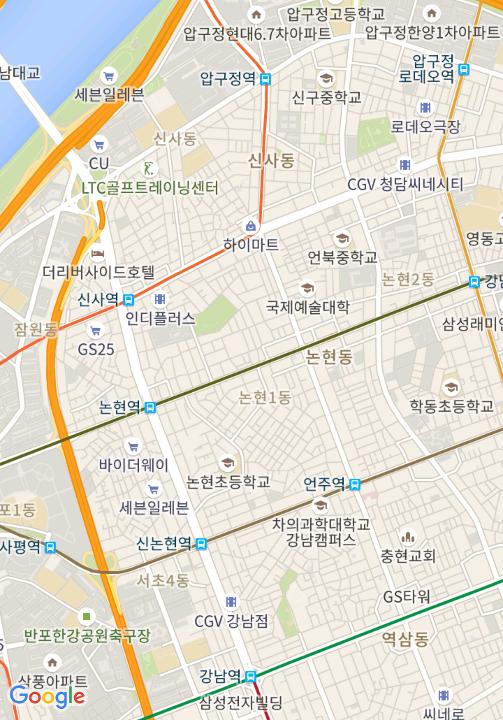 압구정고등학교
압구정현대6.7차아파트
압구정한양1차아파트
남대교
세븐일레븐
압구정역
압구정
로데오역
신구중학교
로데오극장
신사동
CU
신사동
LTC골프트레이닝센터
CGV 청담씨네시티
하이마트
영동고
언북중학교
더리버사이드호텔
논현2동
강남
신사역
국제예술대학
인디플러스
잠원동
삼성래미안
GS25
논현동
논현1동
논현역
학동초등학교
바이더웨이
논현초등학교
언주역
세븐일레븐
포1동
차의과학대학교
강남캠퍼스
신논현역
사평역
충현교회
서초4동
GS타워
CGV 강남점
반포한강공원축구장
역삼동
5
강남역
삼풍아파트
Google
삼성전자빌딩
씨네로